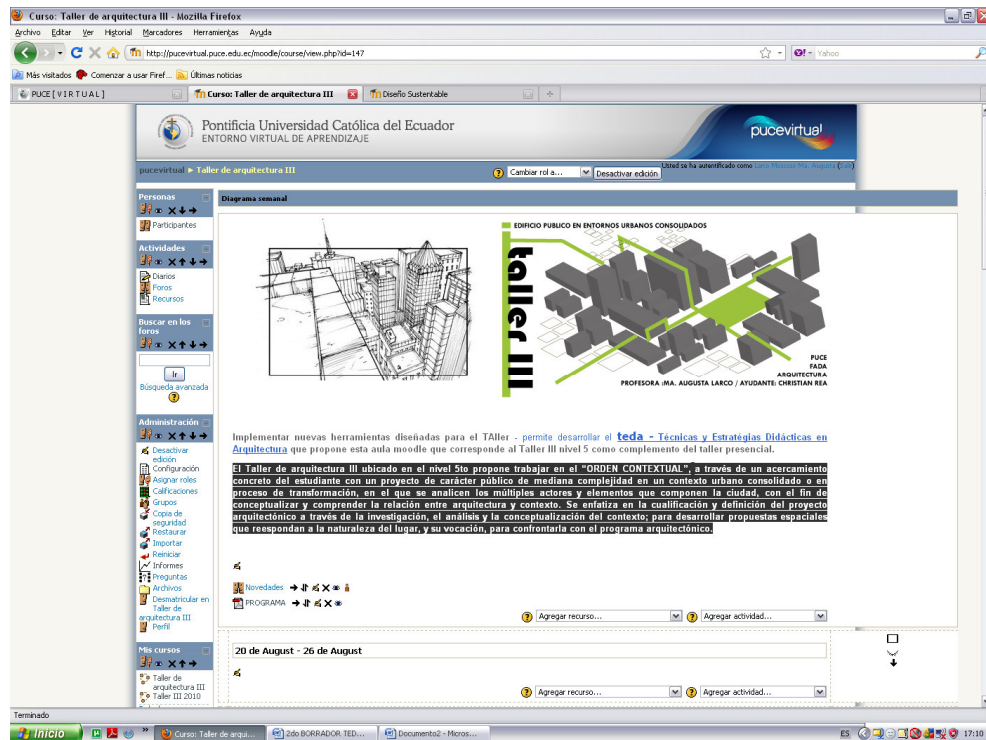 Curso: Taller de arquitectura III - Mozilla Firefox
Archivo Editar Ver Historial Marcadores Herramientas Ayuda
http://pucevirtual.puce.edu.ec/moodle/course/view.php?id=147
Yahoo
Más visitados Comenzar a usar Firef... Últimas noticias
PUCE [ V I R T U A L ] Curso: Taller de arquitectura III Diseño Sustentable
Pontificia Universidad Católica del Ecuador
ENTORNO VIRTUAL DE APRENDIZAJE
pucevirtual
Usted se ha autentificado como Larco Moscoso Ma. Augusta
pucevirtual ► Taller de arquitectura III
Cambiar rol a... Desactivar edición
Personas
Participantes
Actividades
Diarios
Foros
Recursos
Buscar en los
foros
Ir
Búsqueda avanzada
Administración
Desactivar
edición
Configuración
Asignar roles
Calificaciones
Grupos
Copia de
seguridad
Restaurar
Importar
Reiniciar
Informes
Preguntas
Archivos
Desmatricular en
Taller de
arquitectura III
Perfil
Mis cursos
Taller de
arquitectura III
Taller III 2010
Diagrama semanal
EDIFICIO PUBLICO EN ENTORNOS URBANOS CONSOLIDADOS
taller III
PUCE
FADA
ARQUITECTURA
PROFESORA :MA. AUGUSTA LARCO / AYUDANTE: CHRISTIAN REA
Implementar nuevas herramientas diseñadas para el TAller - permite desarrollar el teda - Técnicas y Estratégias Didácticas en
Arquitectura que propone esta aula moodle que corresponde al Taller III nivel 5 como complemento del taller presencial.
El Taller de arquitectura III ubicado en el nivel 5to propone trabajar en el "ORDEN CONTEXTUAL", a través de un acercamiento
concreto del estudiante con un proyecto de carácter público de mediana complejidad en un contexto urbano consolidado o en
proceso de transformación, en el que se analicen los múltiples actores y elementos que componen la ciudad, con el fin de
conceptualizar y comprender la relación entre arquitectura y contexto. Se enfatiza en la cualificación y definición del proyecto
arquitectónico a través de la investigación, el análisis y la conceptualización del contexto; para desarrollar propuestas espaciales
que reespondan a la naturaleza del lugar, y su vocación, para confrontarla con el programa arquitectónico.
Novedades
PROGRAMA
Agregar recurso... Agregar actividad...
20 de August - 26 de August
Agregar recurso... Agregar actividad...
Terminado
Inicio Curso: Taller de arqui... 2do BORRADOR TED... Documento2 - Micros... ES 17:10